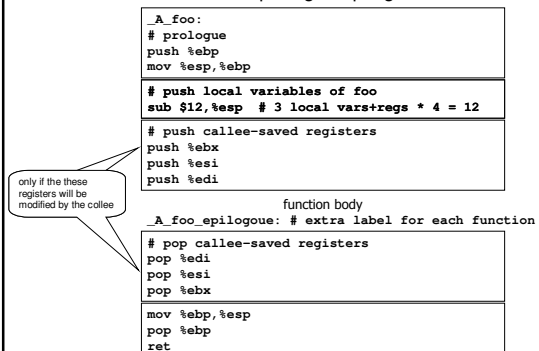 _A_foo:
# prologue
push %ebp
mov %esp,%ebp
# push local variables of foo
sub $12,%esp # 3 local vars+regs * 4 = 12
# push callee-saved registers
push %ebx
push %esi
push %edi
only if the these
registers will be
modified by the collee
function body
_A_foo_epilogoue: # extra label for each function
# pop callee-saved registers
pop %edi
pop %esi
pop %ebx
mov %ebp,%esp
pop %ebp
ret